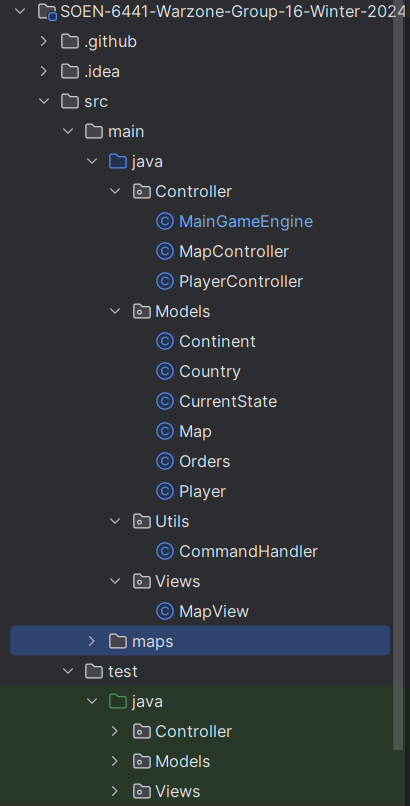 SOEN-6441-Warzone-Group-16-Winter-2024
.github
.idea
src
main
java
Controller
MainGameEngine
MapController
PlayerController
Models
Continent
Country
CurrentState
Map
Orders
Player
Utils
CommandHandler
Views
MapView
maps
test
java
Controller
Models
Views